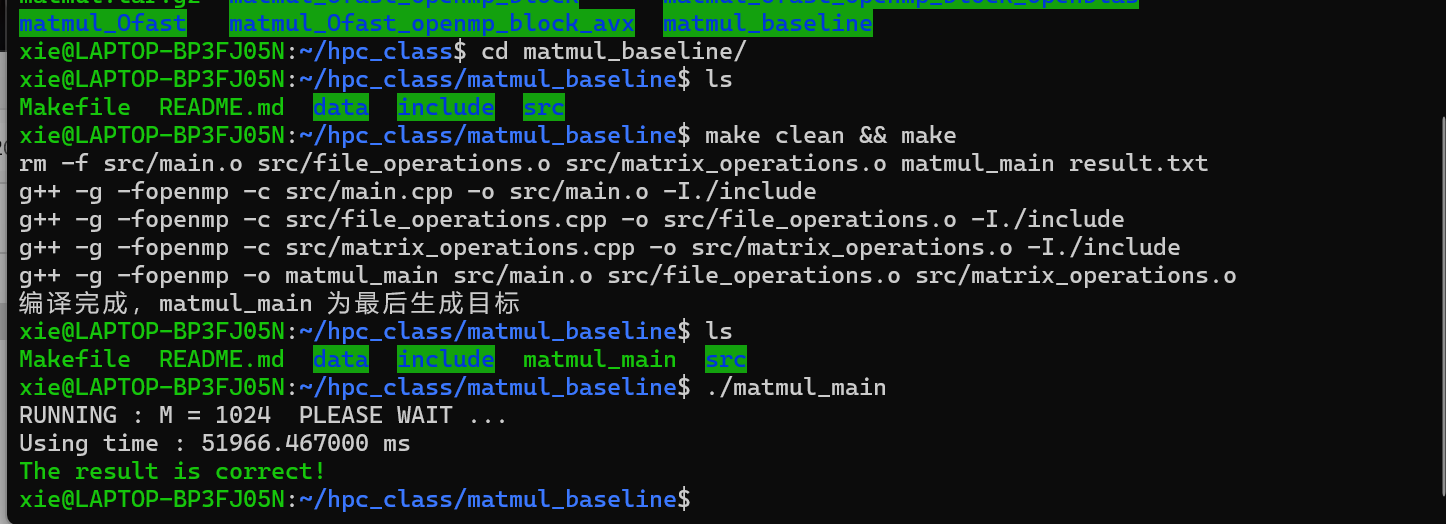 matmul_Ofast  matmul_Ofast_openmp_block_avx  matmul_baseline
xie@LAPTOP-BP3FJ05N:~/hpc_class$ cd matmul_baseline/
xie@LAPTOP-BP3FJ05N:~/hpc_class/matmul_baseline$ ls
Makefile  README.md  data  include  src
xie@LAPTOP-BP3FJ05N:~/hpc_class/matmul_baseline$ make clean && make
rm -f src/main.o src/file_operations.o src/matrix_operations.o matmul_main result.txt
g++ -g -fopenmp -c src/main.cpp -o src/main.o -I./include
g++ -g -fopenmp -c src/file_operations.cpp -o src/file_operations.o -I./include
g++ -g -fopenmp -c src/matrix_operations.cpp -o src/matrix_operations.o -I./include
g++ -g -fopenmp -o matmul_main src/main.o src/file_operations.o src/matrix_operations.o
编译完成，matmul_main 为最后生成目标
xie@LAPTOP-BP3FJ05N:~/hpc_class/matmul_baseline$ ls
Makefile  README.md  data  include  matmul_main  src
xie@LAPTOP-BP3FJ05N:~/hpc_class/matmul_baseline$ ./matmul_main
RUNNING : M = 1024  PLEASE WAIT ...
Using time : 51966.467000 ms
The result is correct!
xie@LAPTOP-BP3FJ05N:~/hpc_class/matmul_baseline$